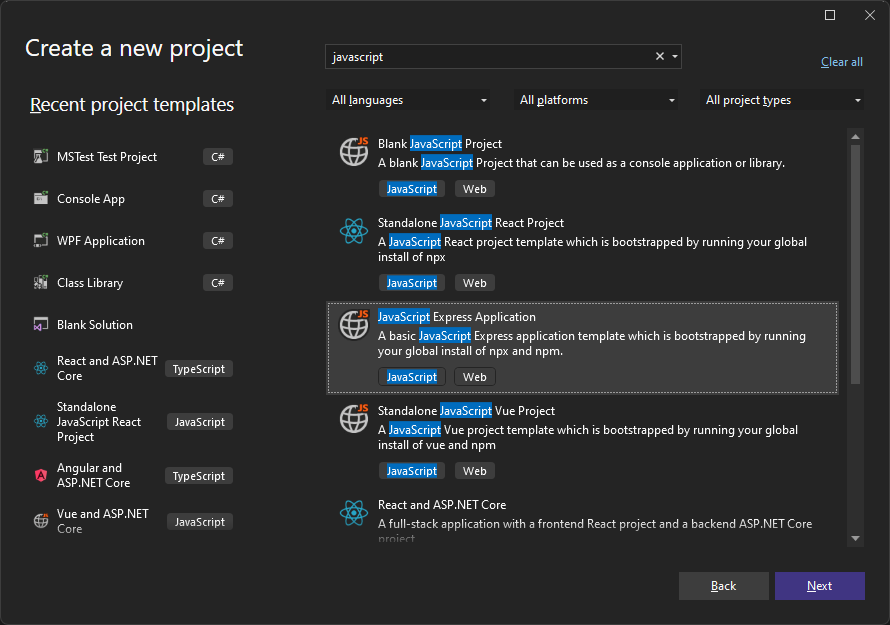 Create a new project
javascript
Clear all
Recent project templates
All languages
All platforms
All project types
MSTest Test Project
C#
Console App
C#
WPF Application
C#
Class Library
C#
Blank Solution
React and ASP.NET
Core
TypeScript
Standalone
JavaScript React
Project
JavaScript
Angular and
ASP.NET Core
TypeScript
Vue and ASP.NET
Core
JavaScript
JS
Blank JavaScript Project
A blank JavaScript Project that can be used as a console application or library.
JavaScript
Web
Standalone JavaScript React Project
A JavaScript React project template which is bootstrapped by running your global
install of npx
JavaScript
Web
JS
JavaScript Express Application
A basic JavaScript Express application template which is bootstrapped by running
your global install of npx and npm.
JavaScript
Web
JS
Standalone JavaScript Vue Project
A JavaScript Vue project template which is bootstrapped by running your global
install of vue and npm
JavaScript
Web
React and ASP.NET Core
A full-stack application with a frontend React project and a backend ASP.NET Core
project
Back
Next